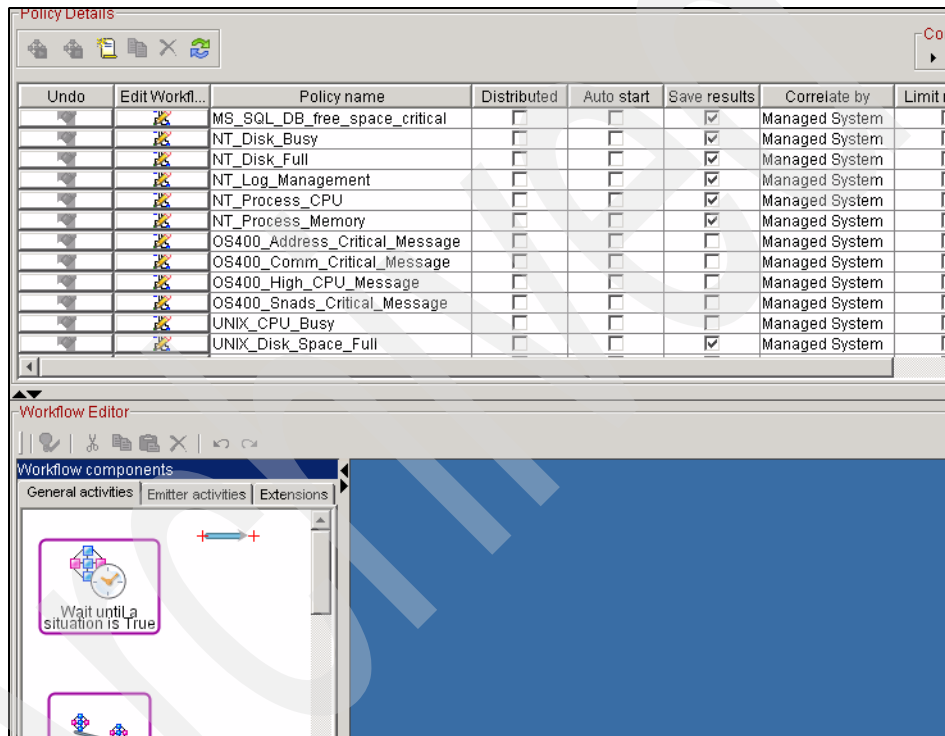 Policy Details
Co
Undo Edit Workfl... Policy name Distributed Auto start Save results Correlate by Limit
MS_SQL_DB_free_space_critical Managed System
NT_Disk_Busy Managed System
NT_Disk_Full Managed System
NT_Log_Management Managed System
NT_Process_CPU Managed System
NT_Process_Memory Managed System
OS400_Address_Critical_Message Managed System
OS400_Comm_Critical_Message Managed System
OS400_High_CPU_Message Managed System
OS400_Snads_Critical_Message Managed System
UNIX_CPU_Busy Managed System
UNIX_Disk_Space_Full Managed System
Workflow Editor
Workflow components
General activities Emitter activities Extensions
Wait until a
situation is True